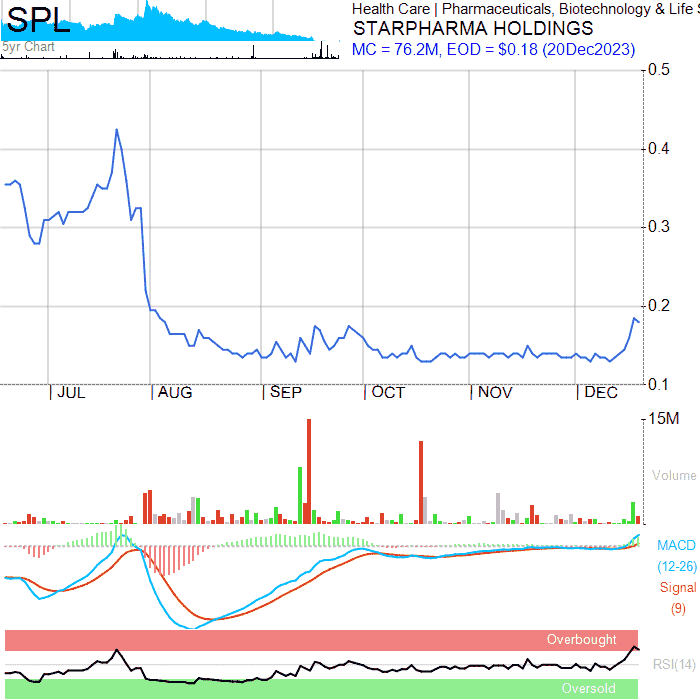 SPL
5yr Chart
Health Care | Pharmaceuticals, Biotechnology & Life S
STARPHARMA HOLDINGS
MC = 76.2M, EOD = $0.18 (20Dec2023)
0.5
0.4
0.3
0.2
0.1
JUL AUG SEP OCT NOV DEC
15M
Volume
MACD
(12-26)
Signal
(9)
Overbought
RSI(14)
Oversold